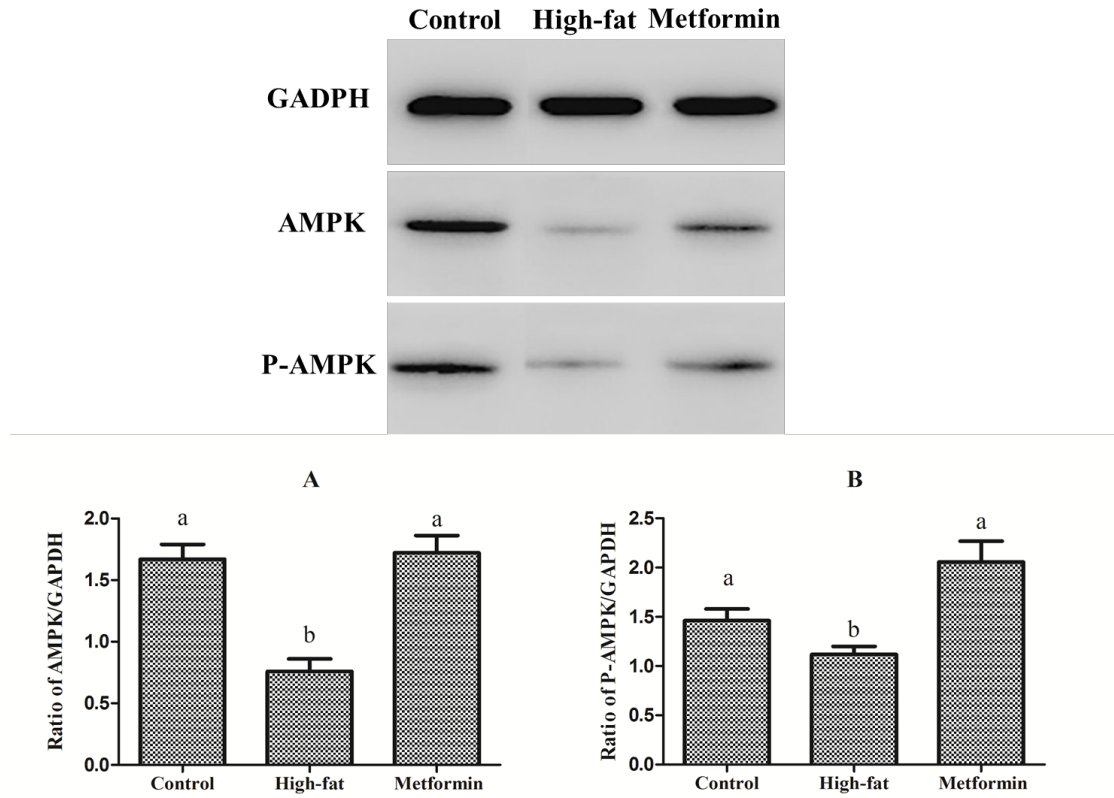 Control High-fat Metformin
GADPH
AMPK
P-AMPK
A
Ratio of AMPK/GAPDH
2.0
1.5
1.0
0.5
0.0
a
b
a
Control High-fat Metformin
B
Ratio of P-AMPK/GAPDH
2.5
2.0
1.5
1.0
0.5
0.0
a
b
a
Control High-fat Metformin